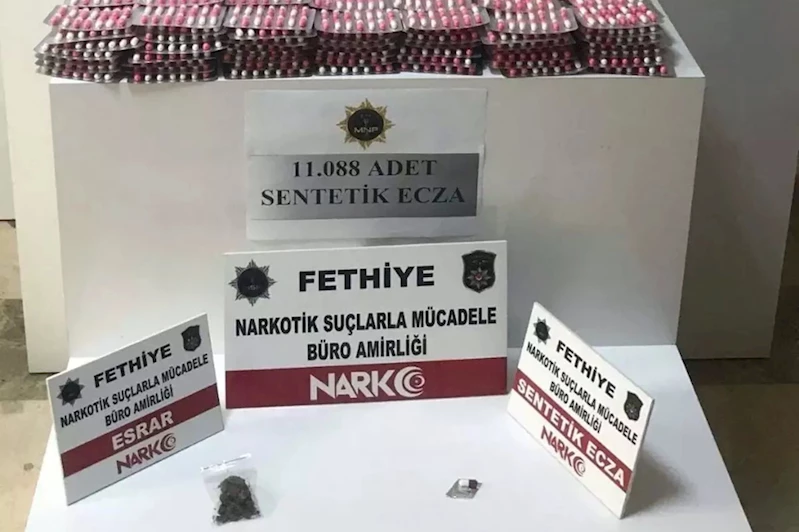 MNP
11.088 ADET
SENTETİK ECZA
FETHİYE
NARKOTİK SUÇLARLA MÜCADELE
BÜRO AMİRLİĞİ
NARKO
FETHİYE
NARKOTİK SUÇLARLA MÜCADELE
BÜRO AMİRLİĞİ
ESRAR
NARKO
FETHİYE
NARKOTİK SUÇLARLA MÜCADELE
BÜRO AMİRLİĞİ
SENTETİK ECZA
NARKO